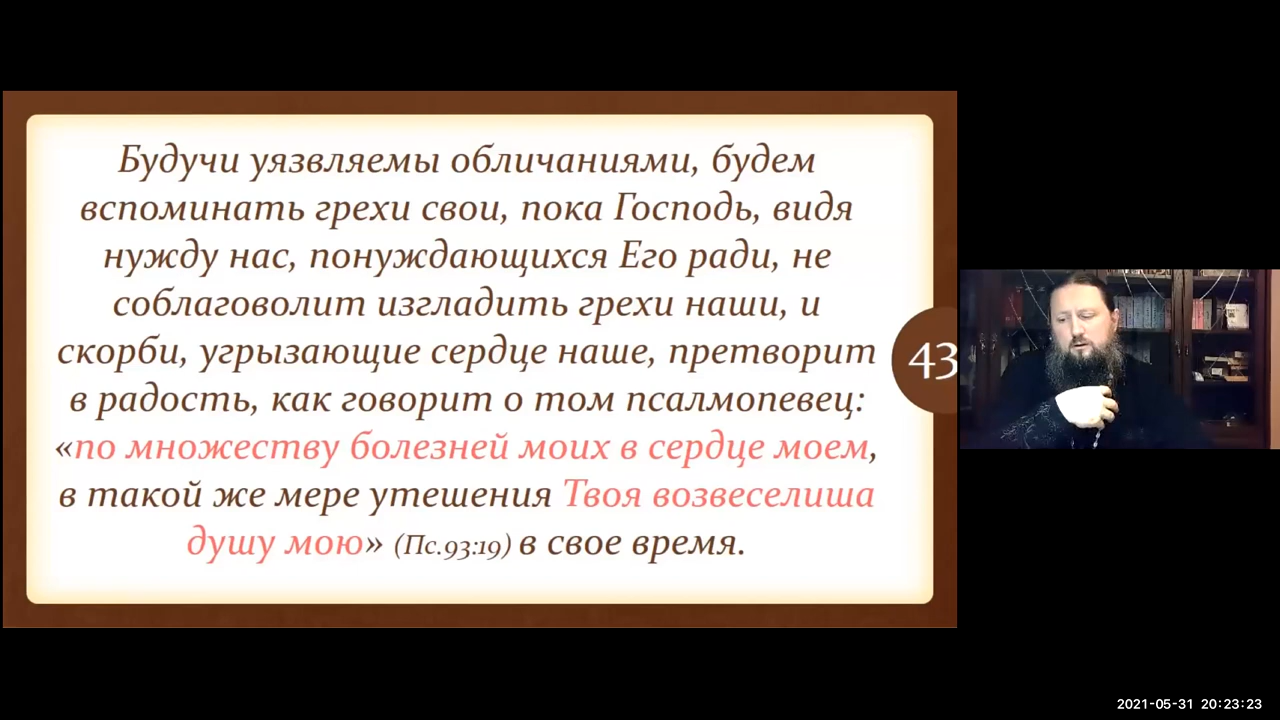 Будучи уязвляемы обличаниями, будем
вспоминать грехи свои, пока Господь, видя
нужду нас, понуждающихся Его ради, не
соблаговолит изгладить грехи наши, и
скорби, угрызающие сердце наше, претворит
в радость, как говорит о том псалмопевец:
«по множеству болезней моих в сердце моем,
в такой же мере утешения Твоя возвеселиша
душу мою» (Пс.93:19) в свое время.
43
2021-05-31 20:23:23